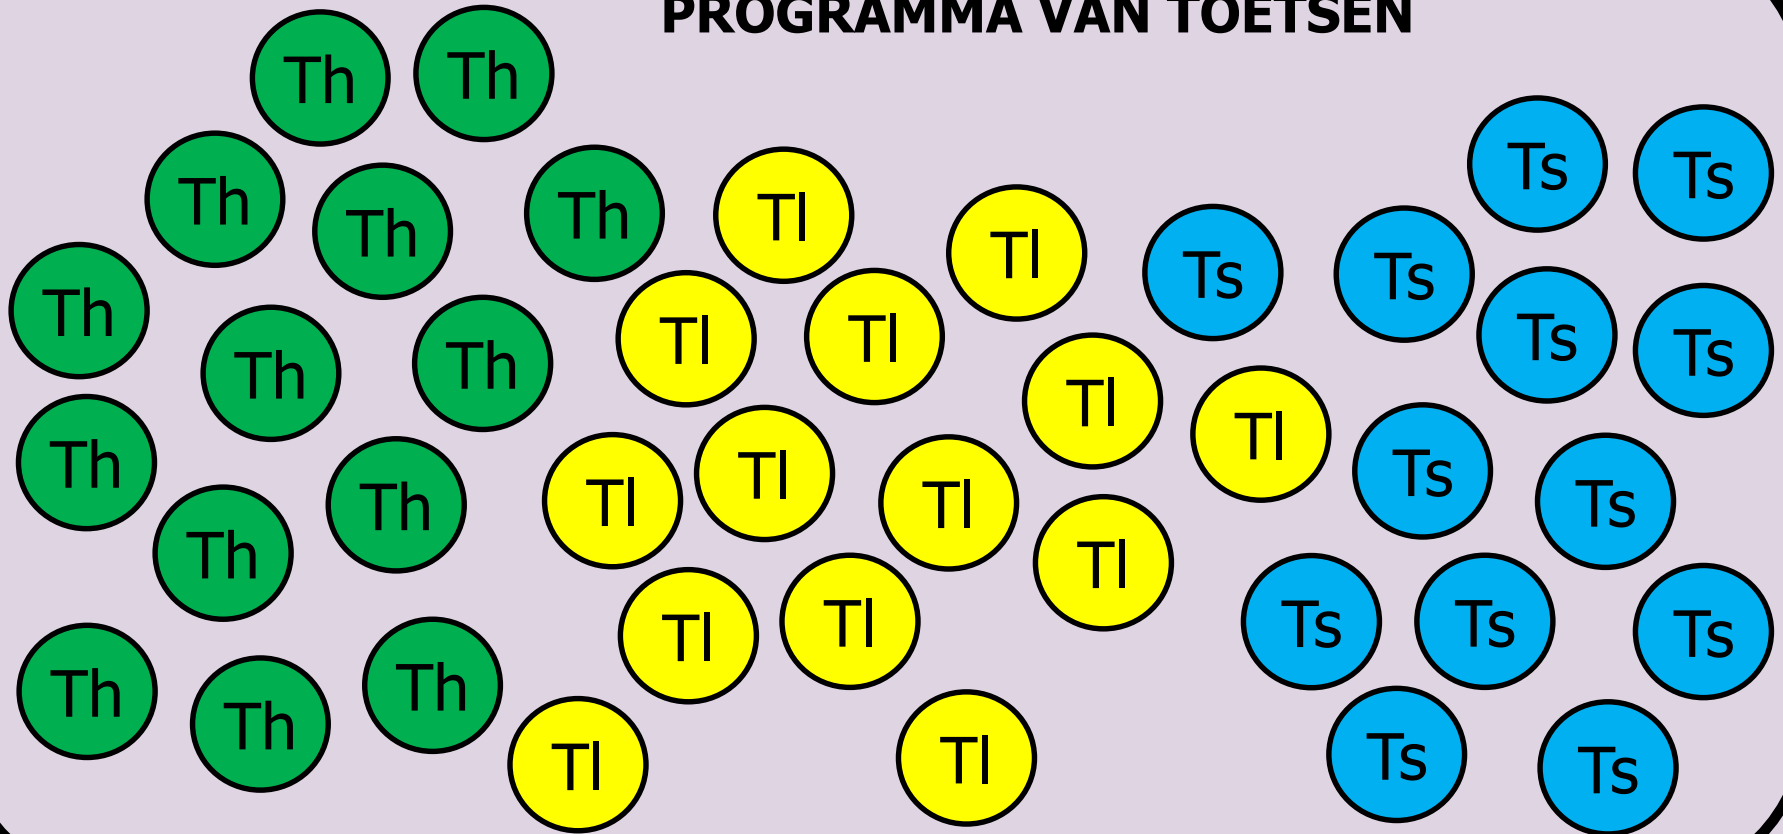 PROGRAMMA VAN TOETSEN
Th Th
Ts Ts
Th Th Th Tl Tl Ts Ts
Th Th Th Tl Tl Ts Ts
Tl Tl
Th Th Tl Tl Tl Ts Ts
Th Tl
Tl Tl Ts Ts Ts
Th Th Th
Tl Tl Ts Ts